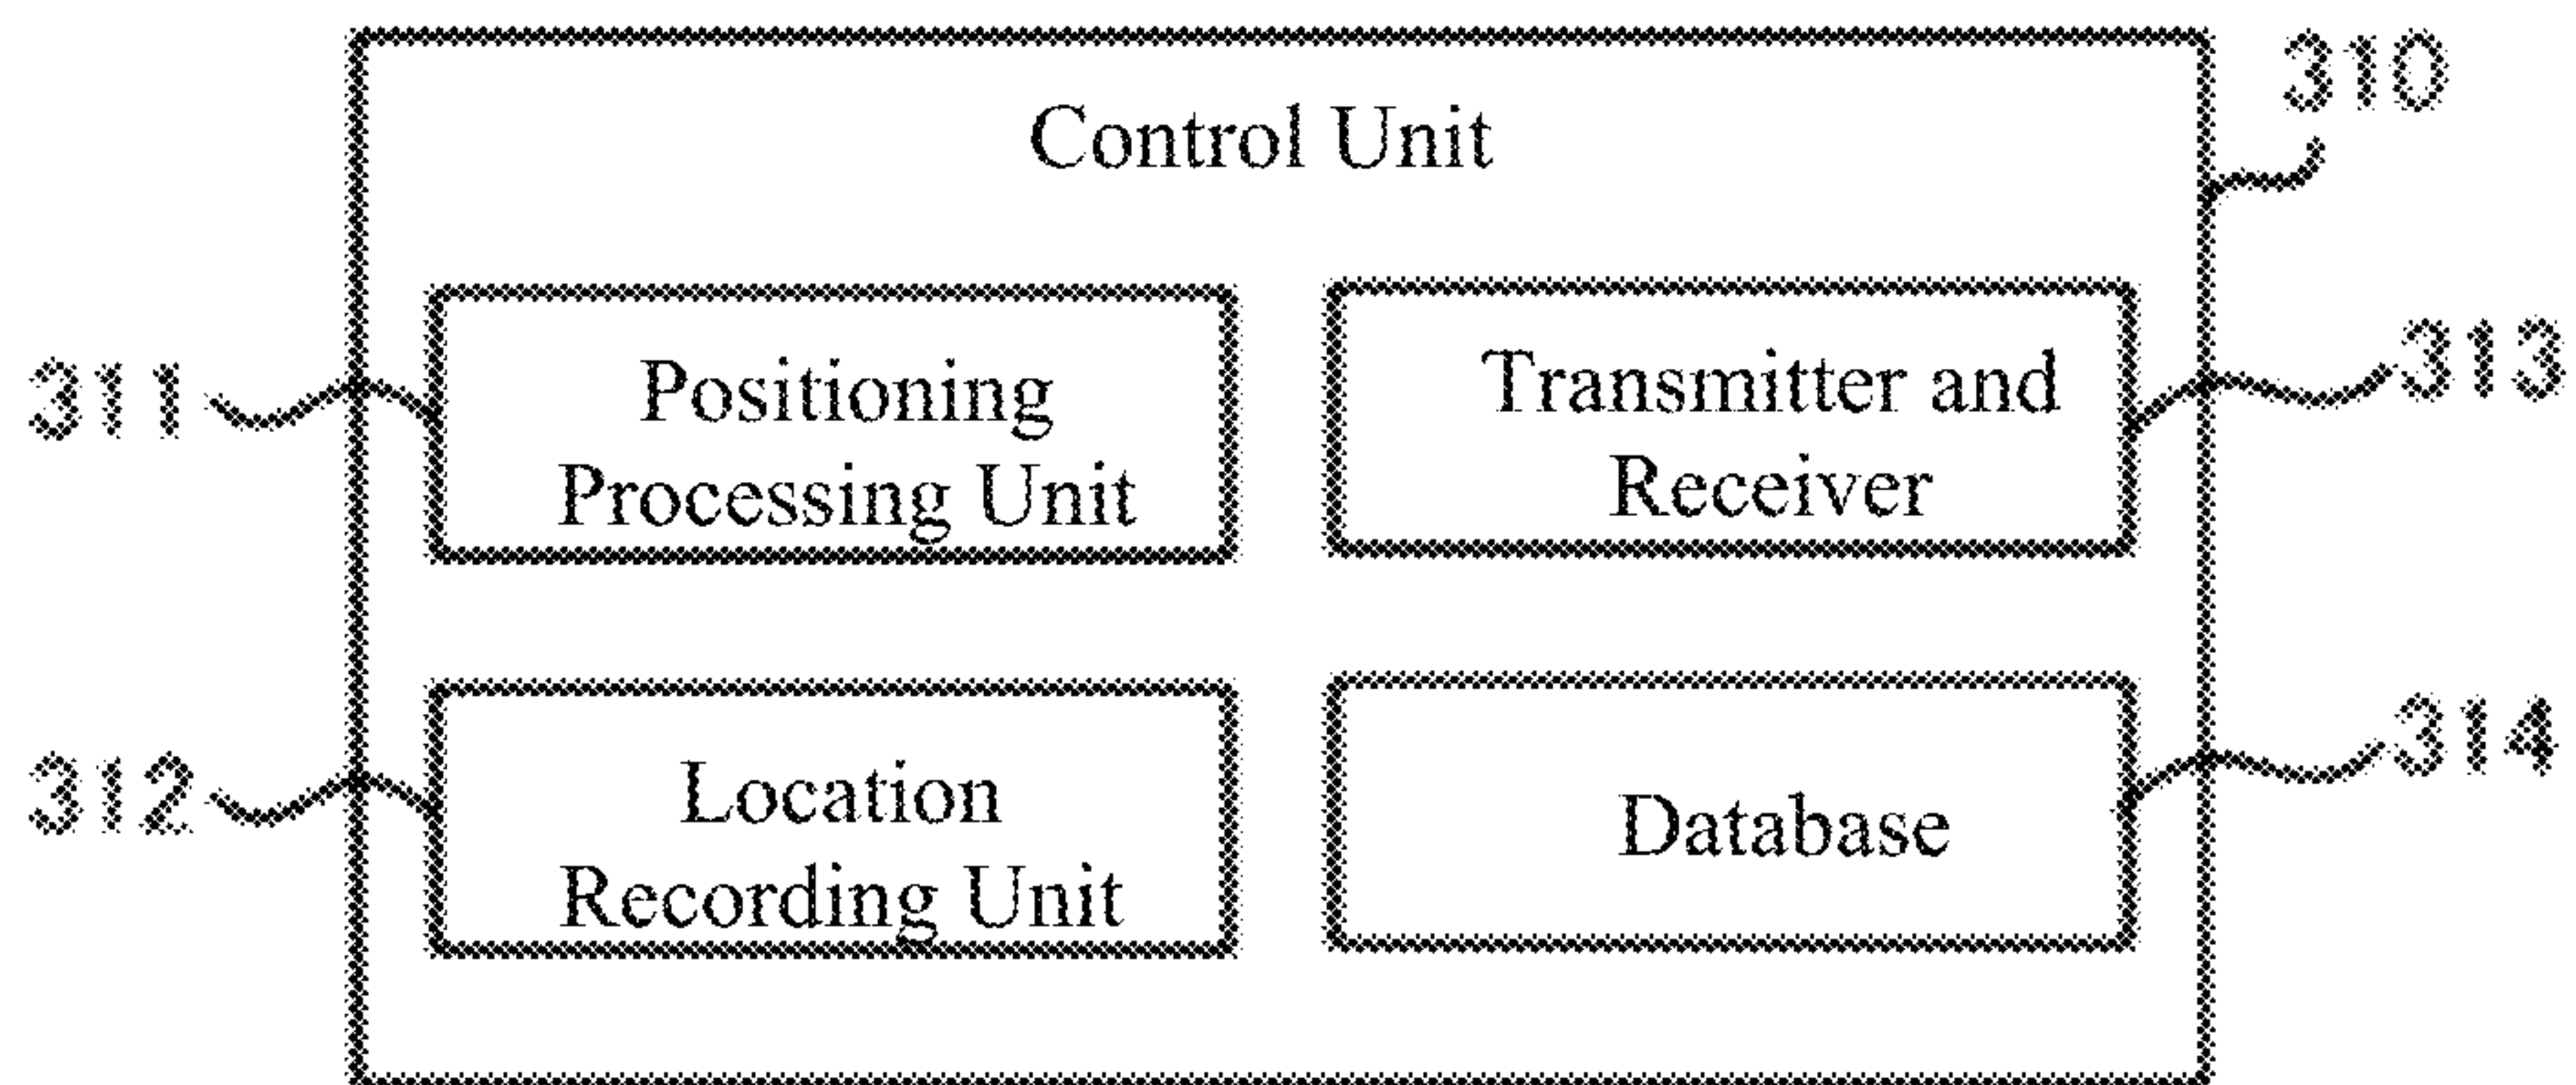 Control Unit
310
311
Positioning
Processing Unit
Transmitter and
Receiver
313
312
Location
Recording Unit
Database
314